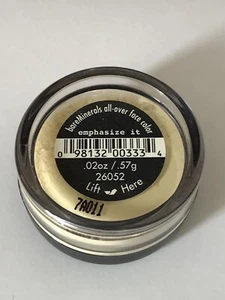 bareMinerals all-over face color
emphasize it
0 98132 00333 4
.02oz /.57g
26052
Lift Here
7A011